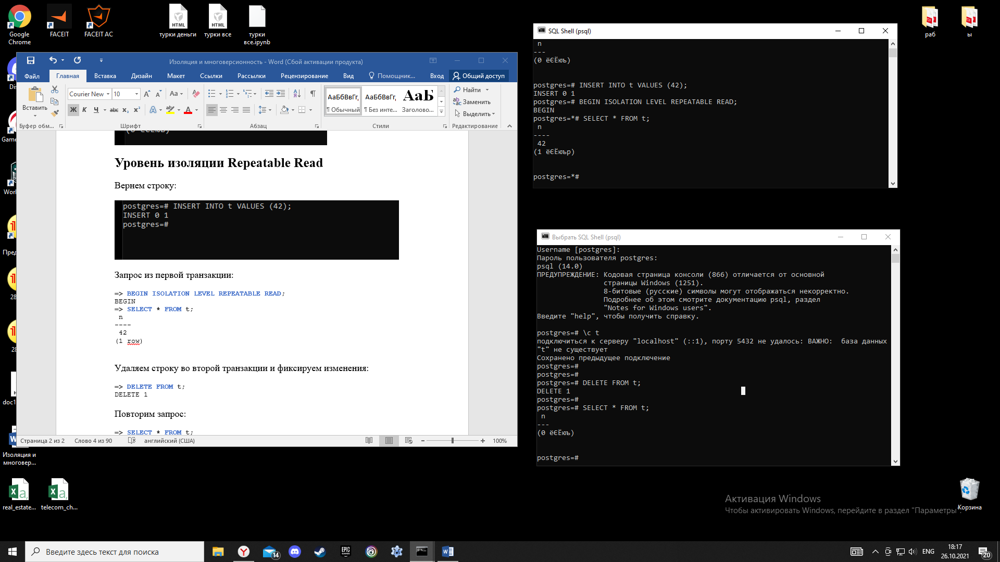 Google Chrome
FACEIT
FACEIT AC
турки деньги
турки все
турки все.ipynb
раб
ы
Dis
Game
Worl
Пред
28
28
doc1
Изоляция и многовер...
real_estate...
telecom_ch...
Корзина
Изоляция и многоверсионность - Word (Сбой активации продукта)
Файл
Главная
Вставка
Дизайн
Макет
Ссылки
Рассылки
Рецензирование
Вид
Помощник...
Вход
Общий доступ
Вставить
Courier New
10
Aa
Ж К Ч abc x₂ x²
АаБбВвГг,
АаБбВвГг,
АаБ
¶ Обычный
¶ Без инте...
Заголово...
Найти
Заменить
Выделить
Буфер обм...
Шрифт
Абзац
Стили
Редактирование
Уровень изоляции Repeatable Read
Вернем строку:
postgres=# INSERT INTO t VALUES (42);
INSERT 0 1
postgres=#
Запрос из первой транзакции:
=> BEGIN ISOLATION LEVEL REPEATABLE READ;
BEGIN
=> SELECT * FROM t;
n
----
42
(1 row)
Удаляем строку во второй транзакции и фиксируем изменения:
=> DELETE FROM t;
DELETE 1
Повторим запрос:
=> SELECT * FROM t;
Страница 2 из 2
Слово 4 из 90
английский (США)
100%
SQL Shell (psql)
n
---
(0 ёЄЁюъ)
postgres=# INSERT INTO t VALUES (42);
INSERT 0 1
postgres=# BEGIN ISOLATION LEVEL REPEATABLE READ;
BEGIN
postgres=*# SELECT * FROM t;
n
----
42
(1 ёЄЁюър)
postgres=*#
Выбрать SQL Shell (psql)
Username [postgres]:
Пароль пользователя postgres:
psql (14.0)
ПРЕДУПРЕЖДЕНИЕ: Кодовая страница консоли (866) отличается от основной
страницы Windows (1251).
8-битовые (русские) символы могут отображаться некорректно.
Подробнее об этом смотрите документацию psql, раздел
"Notes for Windows users".
Введите "help", чтобы получить справку.
postgres=# \c t
подключиться к серверу "localhost" (::1), порту 5432 не удалось: ВАЖНО:  база данных
"t" не существует
Сохранено предыдущее подключение
postgres=#
postgres=#
postgres=# DELETE FROM t;
DELETE 1
postgres=#
postgres=# SELECT * FROM t;
n
---
(0 ёЄЁюъ)
postgres=#
Активация Windows
Чтобы активировать Windows, перейдите в раздел "Параметры".
Введите здесь текст для поиска
14
EPIC GAMES
ENG
18:17
26.10.2021
20